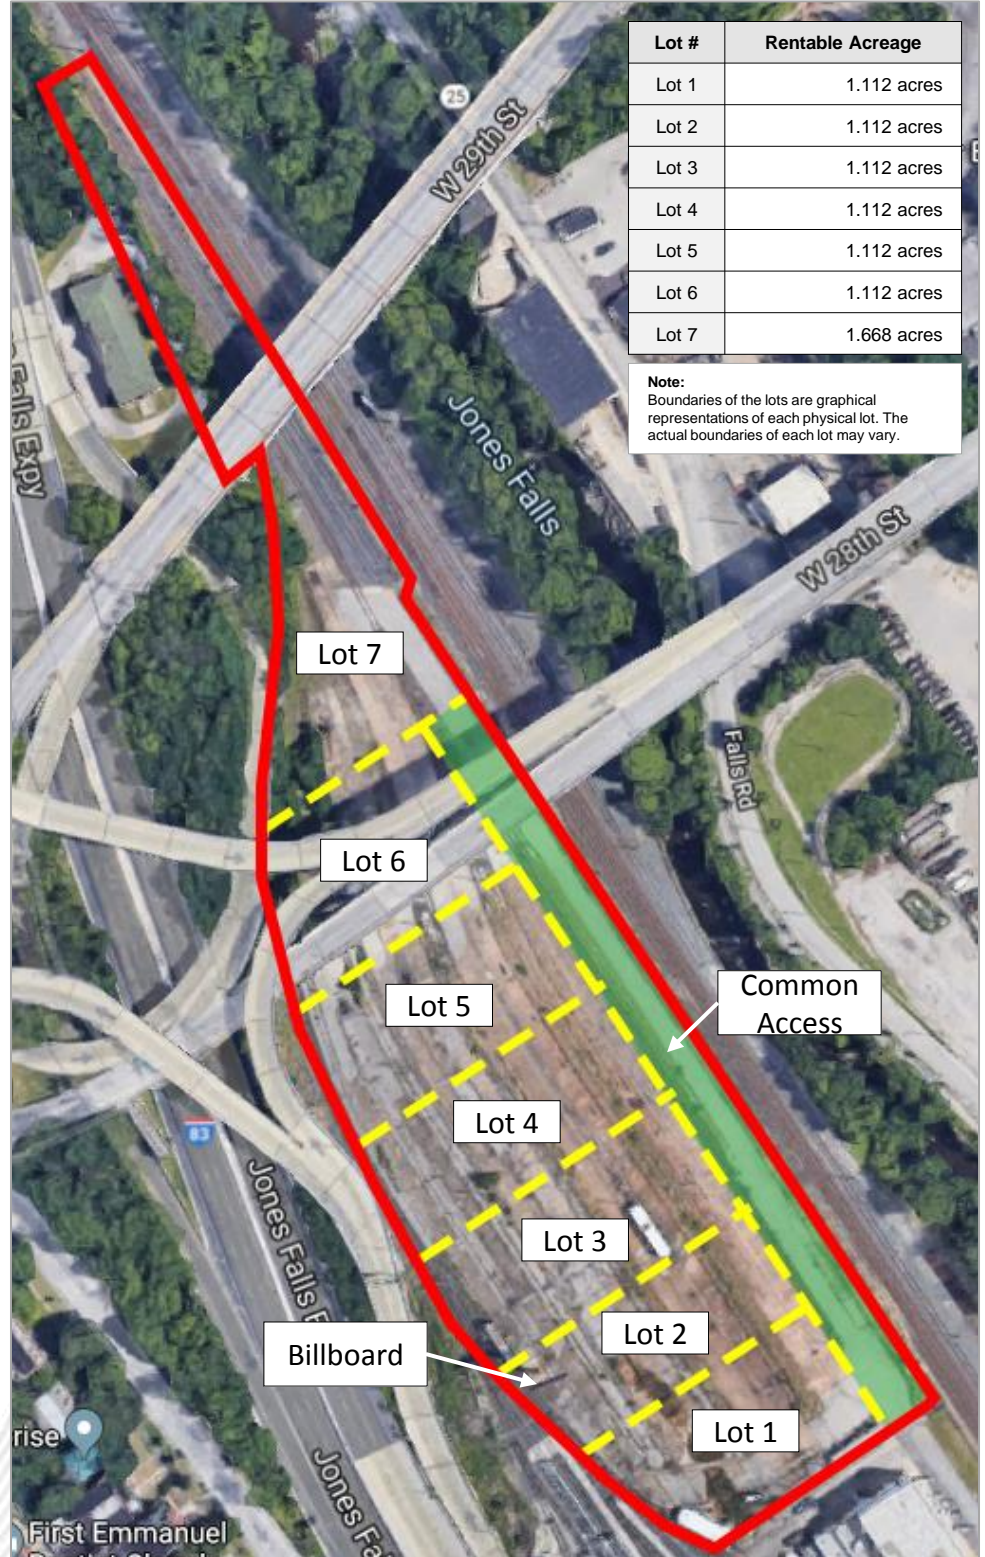 Lot # Rentable Acreage
Lot 1 1.112 acres
Lot 2 1.112 acres
Lot 3 1.112 acres
Lot 4 1.112 acres
Lot 5 1.112 acres
Lot 6 1.112 acres
Lot 7 1.668 acres
Note:
Boundaries of the lots are graphical
representations of each physical lot. The
actual boundaries of each lot may vary.
25
W 29th St
Falls Expy
Jones Falls
W 28th St
Lot 7
Falls Rd
Lot 6
Common
Access
Lot 5
Lot 4
83
Jones Falls
Lot 3
Lot 2
Billboard
Lot 1
rise
Jones Fa
First Emmanuel